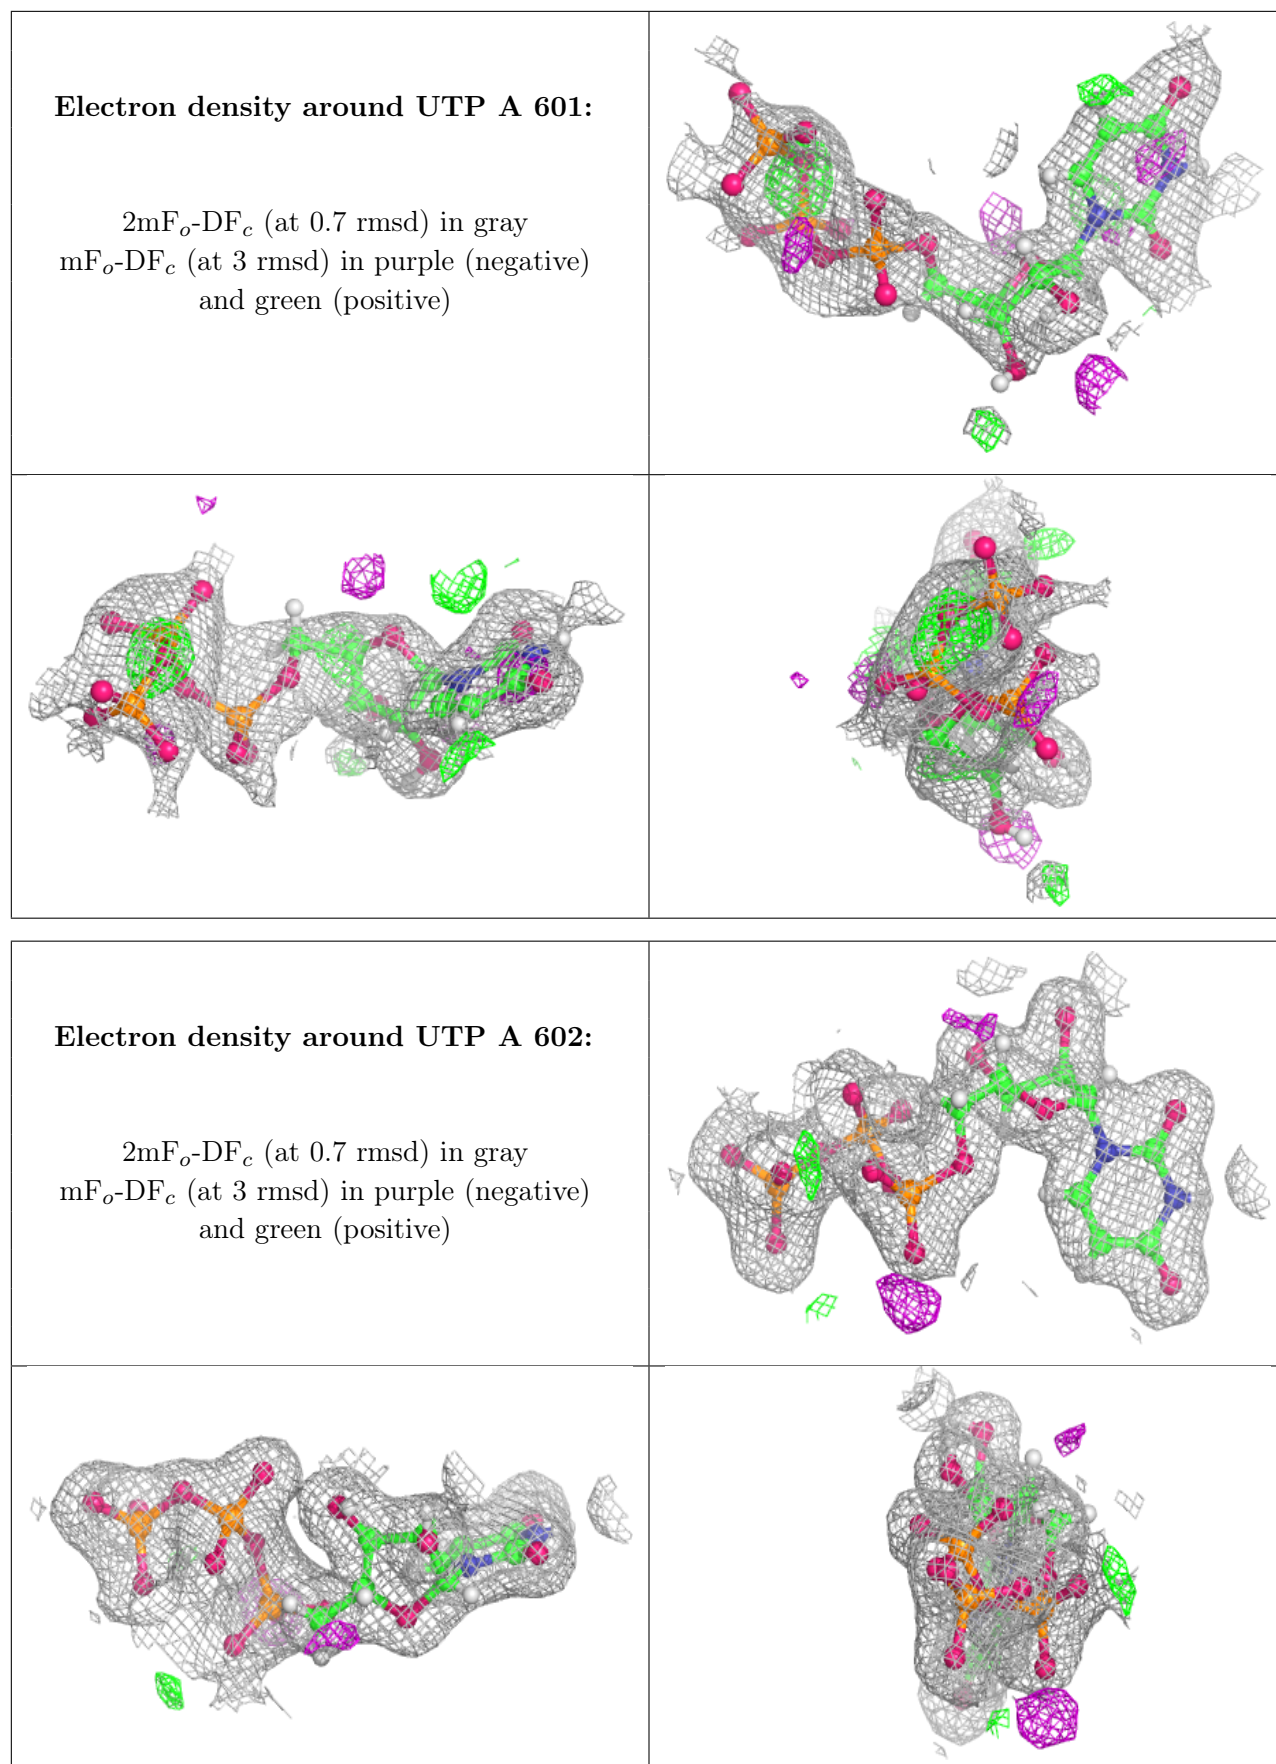 Electron density around UTP A 601:
2mFo-DFc (at 0.7 rmsd) in gray
mFo-DFc (at 3 rmsd) in purple (negative)
and green (positive)
Electron density around UTP A 602:
2mFo-DFc (at 0.7 rmsd) in gray
mFo-DFc (at 3 rmsd) in purple (negative)
and green (positive)